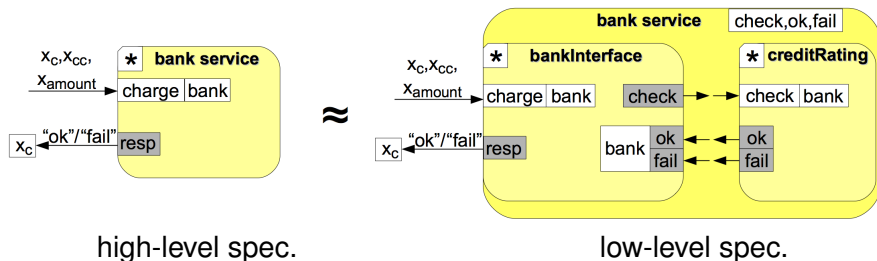 x_c,x_cc,
x_amount
* bank service
charge bank
"ok"/"fail"
x_c
resp
≈
bank service check,ok,fail
* bankInterface
x_c,x_cc,
x_amount
charge bank
check
"ok"/"fail"
x_c
resp
bank
ok
fail
* creditRating
check bank
ok
fail
high-level spec.
low-level spec.